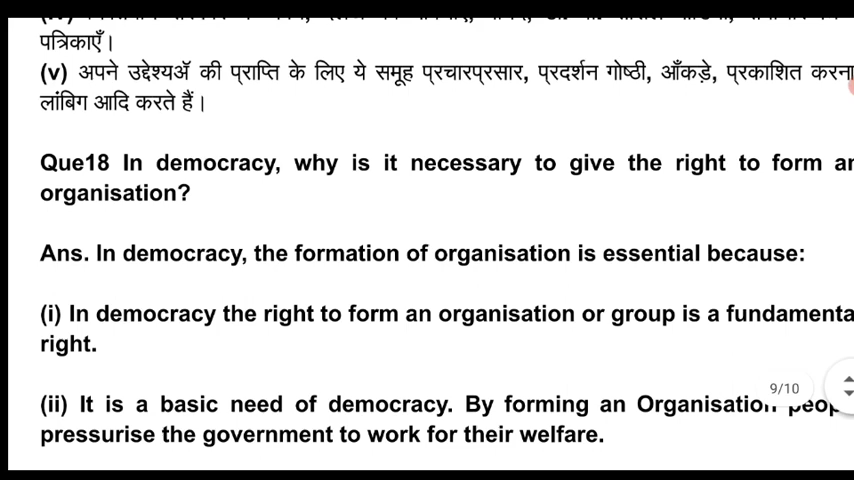 पत्रिकाएँ।
(v) अपने उद्देश्यअॅ की प्राप्ति के लिए ये समूह प्रचारप्रसार, प्रदर्शन गोष्ठी, आँकड़े, प्रकाशित करना
लांबिग आदि करते हैं।
Que18 In democracy, why is it necessary to give the right to form an
organisation?
Ans. In democracy, the formation of organisation is essential because:
(i) In democracy the right to form an organisation or group is a fundamenta
right.
(ii) It is a basic need of democracy. By forming an Organisation
9/10
pressurise the government to work for their welfare.